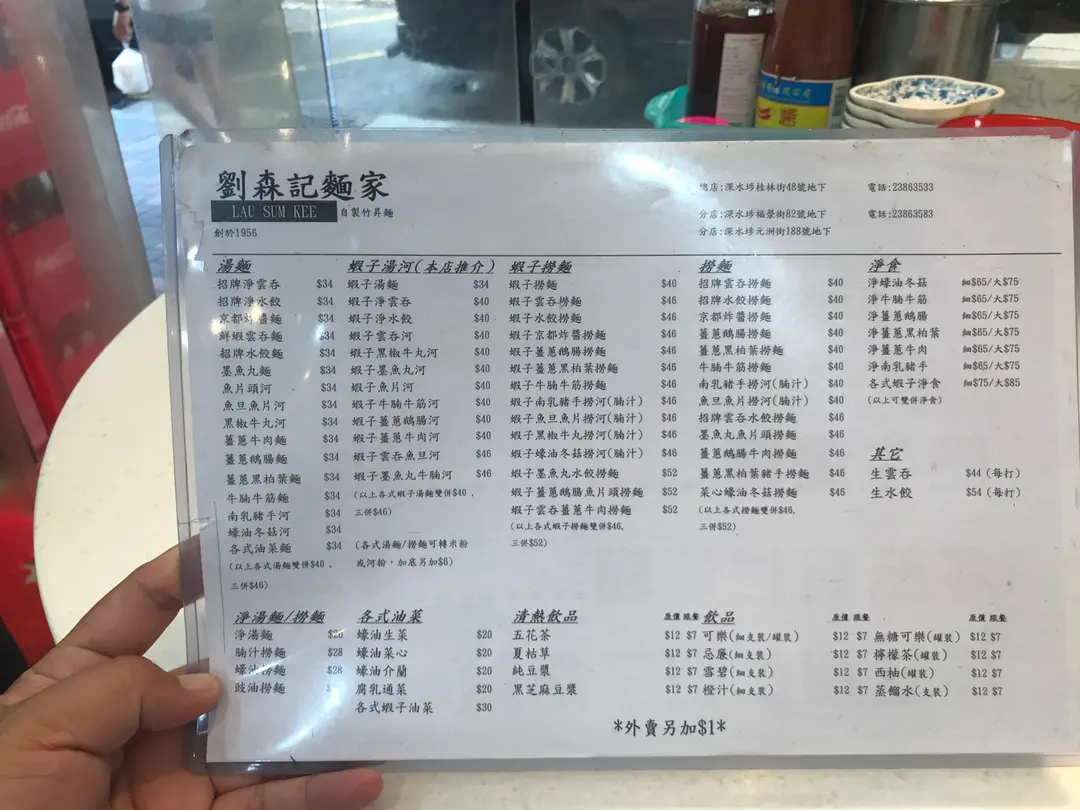 劉森記麵家
LAU SUM KEE 自製竹昇麵
創於1956
總店:深水埗桂林街48號地下 電話:23863533
分店:深水埗福榮街82號地下 電話:23863583
分店:深水埗元洲街188號地下
湯麵
招牌淨雲吞 $34
招牌淨水餃 $34
京都炸醬麵 $34
鮮蝦雲吞麵 $34
招牌水餃麵 $34
墨魚丸麵 $34
魚片頭河 $34
魚旦魚片河 $34
黑椒牛丸河 $34
薑蔥牛肉麵 $34
薑蔥鵝腸麵 $34
薑蔥黑柏葉麵 $34
牛腩牛筋麵 $34
南乳豬手河 $34
蠔油冬菇河 $34
各式油菜麵 $34
(以上各式湯麵雙併$40,
三併$46)
蝦子湯河(本店推介)
蝦子湯麵 $34
蝦子淨雲吞 $40
蝦子淨水餃 $40
蝦子雲吞河 $40
蝦子黑椒牛丸河 $40
蝦子墨魚丸河 $40
蝦子魚片河 $40
蝦子牛腩牛筋河 $40
蝦子薑蔥鵝腸河 $40
蝦子薑蔥牛肉河 $40
蝦子雲吞魚旦河 $46
蝦子墨魚丸牛腩河 $46
(以上各式蝦子湯麵雙併$40,
三併$46)
(各式湯麵/撈麵可轉米粉
或河粉,加底另加$6)
蝦子撈麵
蝦子撈麵 $40
蝦子雲吞撈麵 $46
蝦子水餃撈麵 $46
蝦子京都炸醬撈麵 $46
蝦子薑蔥鵝腸撈麵 $46
蝦子薑蔥黑柏葉撈麵 $46
蝦子牛腩牛筋撈麵 $46
蝦子南乳豬手撈河(腩汁) $46
蝦子魚旦魚片撈河(腩汁) $46
蝦子黑椒牛丸撈河(腩汁) $46
蝦子蠔油冬菇撈河(腩汁) $46
蝦子墨魚丸水餃撈麵 $52
蝦子薑蔥鵝腸魚片頭撈麵 $52
蝦子雲吞薑蔥牛肉撈麵 $52
(以上各式蝦子撈麵雙併$46,
三併$52)
撈麵
招牌雲吞撈麵 $40
招牌水餃撈麵 $40
京都炸醬撈麵 $40
薑蔥鵝腸撈麵 $40
薑蔥黑柏葉撈麵 $40
牛腩牛筋撈麵 $40
南乳豬手撈河(腩汁) $40
魚旦魚片撈河(腩汁) $40
招牌雲吞水餃撈麵 $46
墨魚丸魚片頭撈麵 $46
薑蔥鵝腸牛肉撈麵 $46
薑蔥黑柏葉豬手撈麵 $46
菜心蠔油冬菇撈麵 $46
(以上各式撈麵雙併$46,
三併$52)
淨食
淨蠔油冬菇 細$65/大$75
淨牛腩牛筋 細$65/大$75
淨薑蔥鵝腸 細$65/大$75
淨薑蔥黑柏葉 細$65/大$75
淨薑蔥牛肉 細$65/大$75
淨南乳豬手 細$65/大$75
各式蝦子淨食 細$75/大$85
(以上可雙併淨食)
其它
生雲吞 $44(每打)
生水餃 $54(每打)
淨湯麵/撈麵
淨湯麵 $20
腩汁撈麵 $28
蠔油撈麵 $28
豉油撈麵
各式油菜
蠔油生菜 $20
蠔油菜心 $20
蠔油介蘭 $20
腐乳通菜 $20
各式蝦子油菜 $30
清熱飲品 原價 跟餐
五花茶 $12 $7
夏枯草 $12 $7
純豆漿 $12 $7
黑芝麻豆漿 $12 $7
飲品 原價 跟餐
可樂(細支裝/罐裝) $12 $7
忌廉(細支裝) $12 $7
雪碧(細支裝) $12 $7
橙汁(細支裝) $12 $7
原價 跟餐
無糖可樂(罐裝) $12 $7
檸檬茶(罐裝) $12 $7
西柚(罐裝) $12 $7
蒸餾水(支裝) $12 $7
*外賣另加$1*